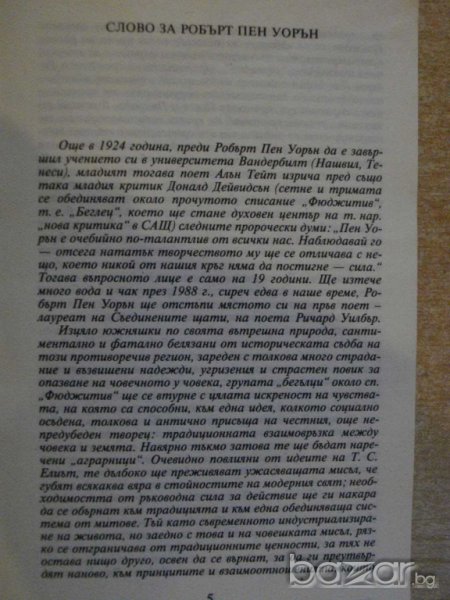 СЛОВО ЗА РОБЪРТ ПЕН УОРЪН
Още в 1924 година, преди Робърт Пен Уорън да е завър-
шил учението си в университета Вандербилт (Нашвил, Те-
неси), младият тогава поет Алън Тейт изрича пред също
така младия критик Доналд Дейвидсън (сетне и тримата
се обединяват около прочутото списание „Фюджитив“,
т. е. „Беглец“, което ще стане духовен център на т. нар.
„нова критика“ в САЩ) следните пророчески думи: „Пен Уо-
рън е очебийно по-талантлив от всички нас. Наблюдавай го
— отсега нататък творчеството му ще се отличава с не-
що, което никой от нашия кръг няма да постигне — сила.“
Тогава въпросното лице е само на 19 години. Ще изтече
много вода и чак през 1988 г., сиреч едва в наше време, Ро-
бърт Пен Уорън ще отстъпи мястото си на пръв поет —
лауреат на Съединените щати, на поета Ричард Уилбър.
Изцяло южняшки по своята вътрешна природа, санти-
ментално и фатално белязани от историческата съдба на
този противоречив регион, зареден с толкова много страда-
ние и възвишени надежди, угризения и страстен повик за
опазване на човечното у човека, групата „бегълци“ около сп.
„Фюджитив“ ще се втурне с цялата искреност на чувства-
та, на която са способни, към една идея, колкото социално
осъдена, толкова и антично присъща на честния, още не-
предубеден творец: традиционната взаимовръзка между
човека и земята. Навярно тъкмо затова те ще бъдат наре-
чени „аграрници“. Очевидно повлияни от идеите на Т. С.
Елиът, те дълбоко ще преживяват ужасяващата мисъл, че
губят всякаква вяра в стойностите на модерния свят; нео-
бходимостта от ръководна сила за действие ще ги накара
да се обърнат към традицията и към една обединяваща сис-
тема от митове. Тъй като съвременното индустриализира-
не на живота, но заедно с това и на човешката мисъл, ряз-
ко се отграничава от традиционните ценности, за тях не
остава нищо друго, освен да се върнат, за да ги преутвър-
дят наново, към принципите и взаимоотношенията,
5
bazar.bg